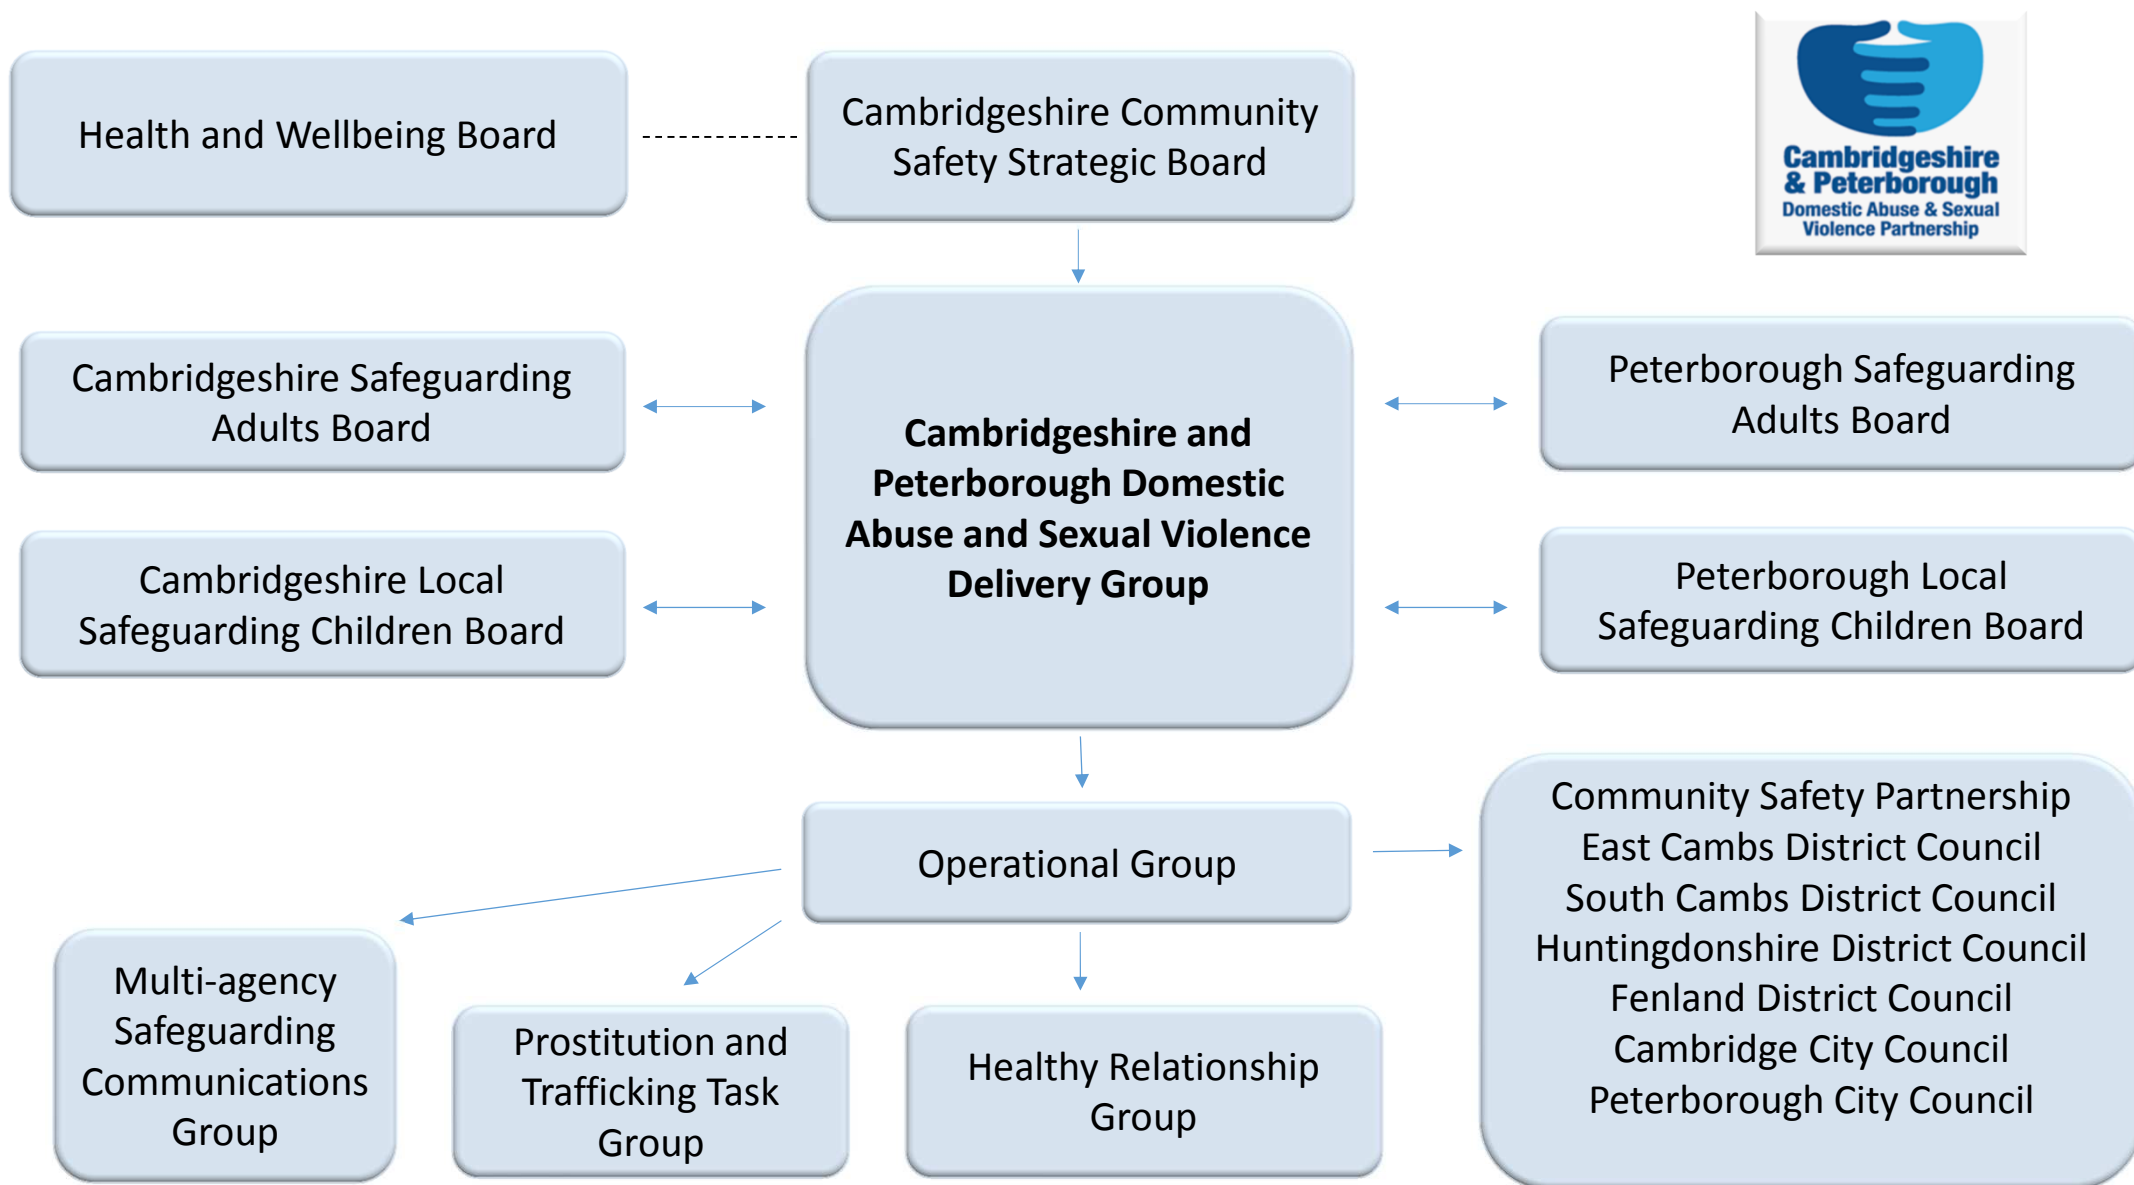 Health and Wellbeing Board
Cambridgeshire Community
Safety Strategic Board
Cambridgeshire
& Peterborough
Domestic Abuse & Sexual
Violence Partnership
Cambridgeshire Safeguarding
Adults Board
Cambridgeshire Local
Safeguarding Children Board
Cambridgeshire and
Peterborough Domestic
Abuse and Sexual Violence
Delivery Group
Peterborough Safeguarding
Adults Board
Peterborough Local
Safeguarding Children Board
Operational Group
Community Safety Partnership
East Cambs District Council
South Cambs District Council
Huntingdonshire District Council
Fenland District Council
Cambridge City Council
Peterborough City Council
Multi-agency
Safeguarding
Communications
Group
Prostitution and
Trafficking Task
Group
Healthy Relationship
Group